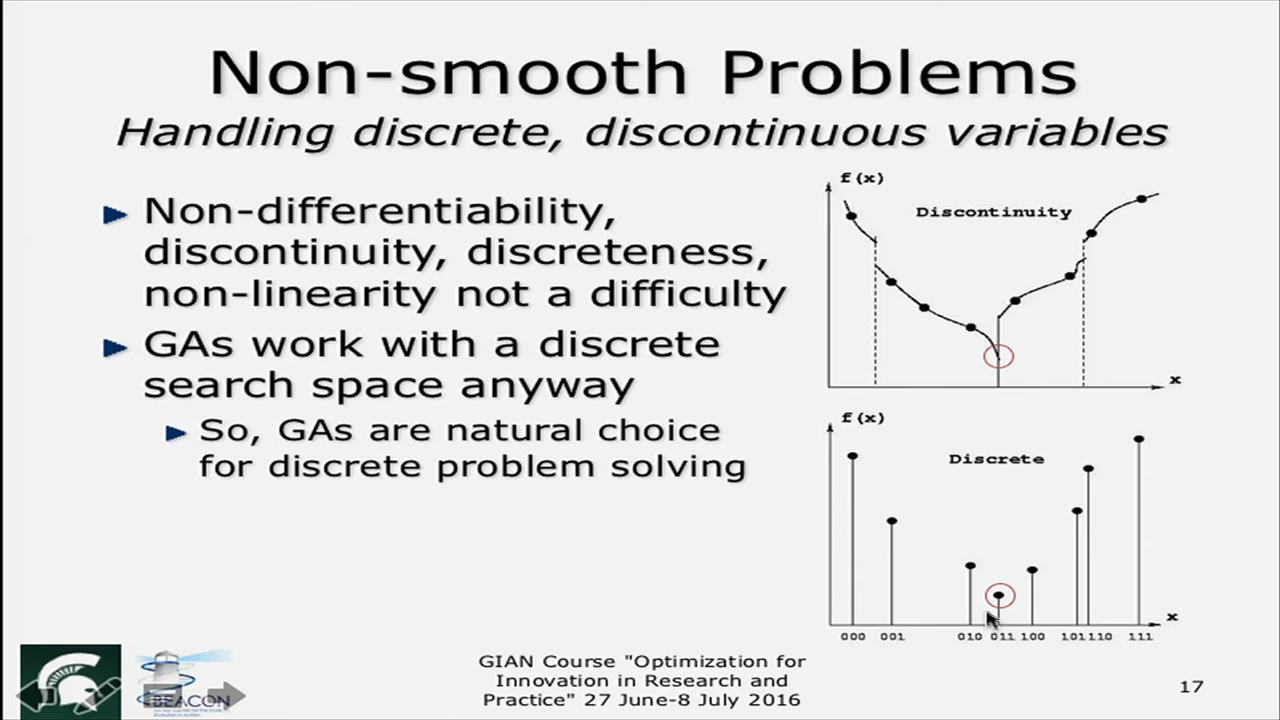 Non-smooth Problems
Handling discrete, discontinuous variables
Non-differentiability,
discontinuity, discreteness,
non-linearity not a difficulty
GAs work with a discrete
search space anyway
So, GAs are natural choice
for discrete problem solving
f(x)
Discontinuity
x
f(x)
Discrete
x
000 001 010 011 100 101 110 111
BEACON
GIAN Course "Optimization for
Innovation in Research and
Practice" 27 June-8 July 2016
17